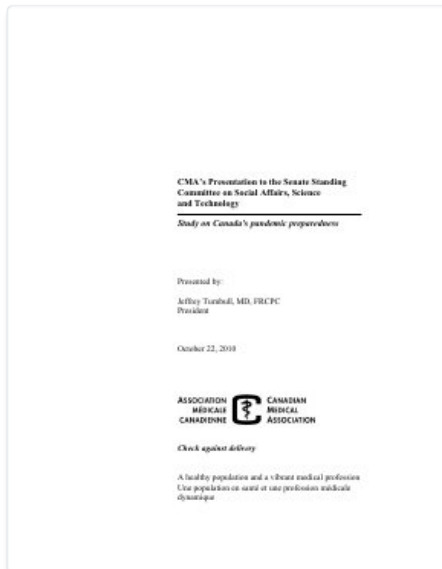 CMA's Presentation to the Senate Standing
Committee on Social Affairs, Science
and Technology
Study on Canada's pandemic preparedness
Presented by:
Jeffrey Turnbull, MD, FRCPC
President
October 22, 2010
ASSOCIATION
MÉDICALE
CANADIENNE
CANADIAN
MEDICAL
ASSOCIATION
Check against delivery
A healthy population and a vibrant medical profession
Une population en santé et une profession médicale
dynamique